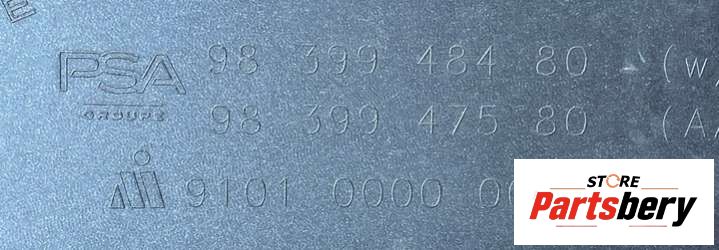 E
PSA 98 399 484 80 (W
GROUPE 98 399 475 80 (A,
9101 0000 0
STORE
Partsbery